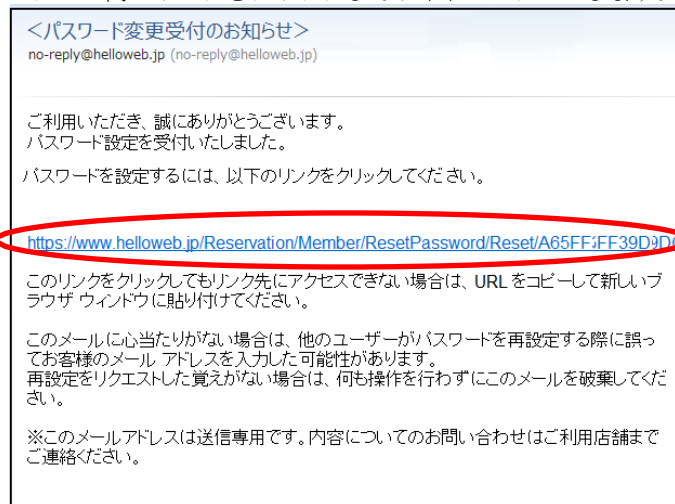 ＜パスワード変更受付のお知らせ＞
no-reply@helloweb.jp (no-reply@helloweb.jp)
ご利用いただき、誠にありがとうございます。
パスワード設定を受付いたしました。
パスワードを設定するには、以下のリンクをクリックしてください。
https://www.helloweb.jp/Reservation/Member/ResetPassword/Reset/
このリンクをクリックしてもリンク先にアクセスできない場合は、URL をコピーして新しいブ
ラウザ ウィンドウに貼り付けてください。
このメールに心当たりがない場合は、他のユーザーがパスワードを再設定する際に誤っ
てお客様のメール アドレスを入力した可能性があります。
再設定をリクエストした覚えがない場合は、何も操作を行わずにこのメールを破棄してくだ
さい。
※このメールアドレスは送信専用です。内容についてのお問い合わせはご利用店舗まで
ご連絡ください。